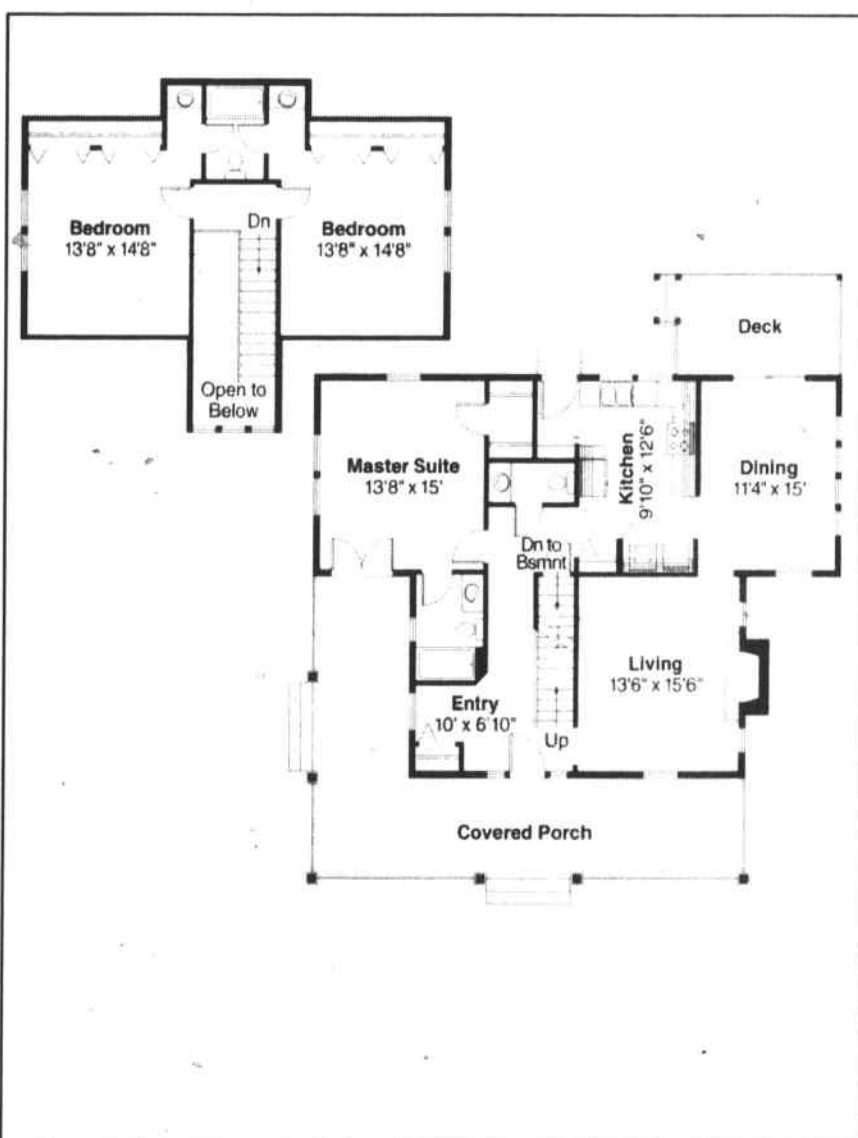 Bedroom
13'8" x 14'8"
Dn
Bedroom
13'8" x 14'8"
Open to
Below
Deck
Master Suite
13'8" x 15'
Kitchen
9'10" x 12'6"
Dining
11'4" x 15'
Dn to
Bsmnt
Living
13'6" x 15'6"
Entry
10' x 6'10"
Up
Covered Porch